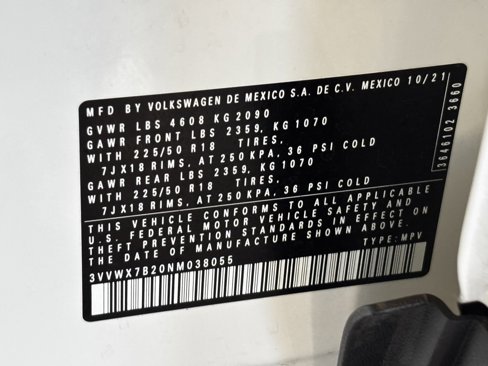 MFD BY VOLKSWAGEN DE MEXICO S.A. DE C.V. MEXICO 10/21
GVWR LBS 4608 KG 2090
GAWR FRONT LBS 2359, KG 1070
WITH 225/50 R18 TIRES,
7JX18 RIMS, AT 250 KPA, 36 PSI COLD
GAWR REAR LBS 2359, KG 1070
WITH 225/50 R18 TIRES,
7JX18 RIMS, AT 250 KPA, 36 PSI COLD
THIS VEHICLE CONFORMS TO ALL APPLICABLE
U.S. FEDERAL MOTOR VEHICLE SAFETY AND
THEFT PREVENTION STANDARDS IN EFFECT ON
THE DATE OF MANUFACTURE SHOWN ABOVE.
TYPE: MPV
3VVWX7B20NM038055
3646102 3660